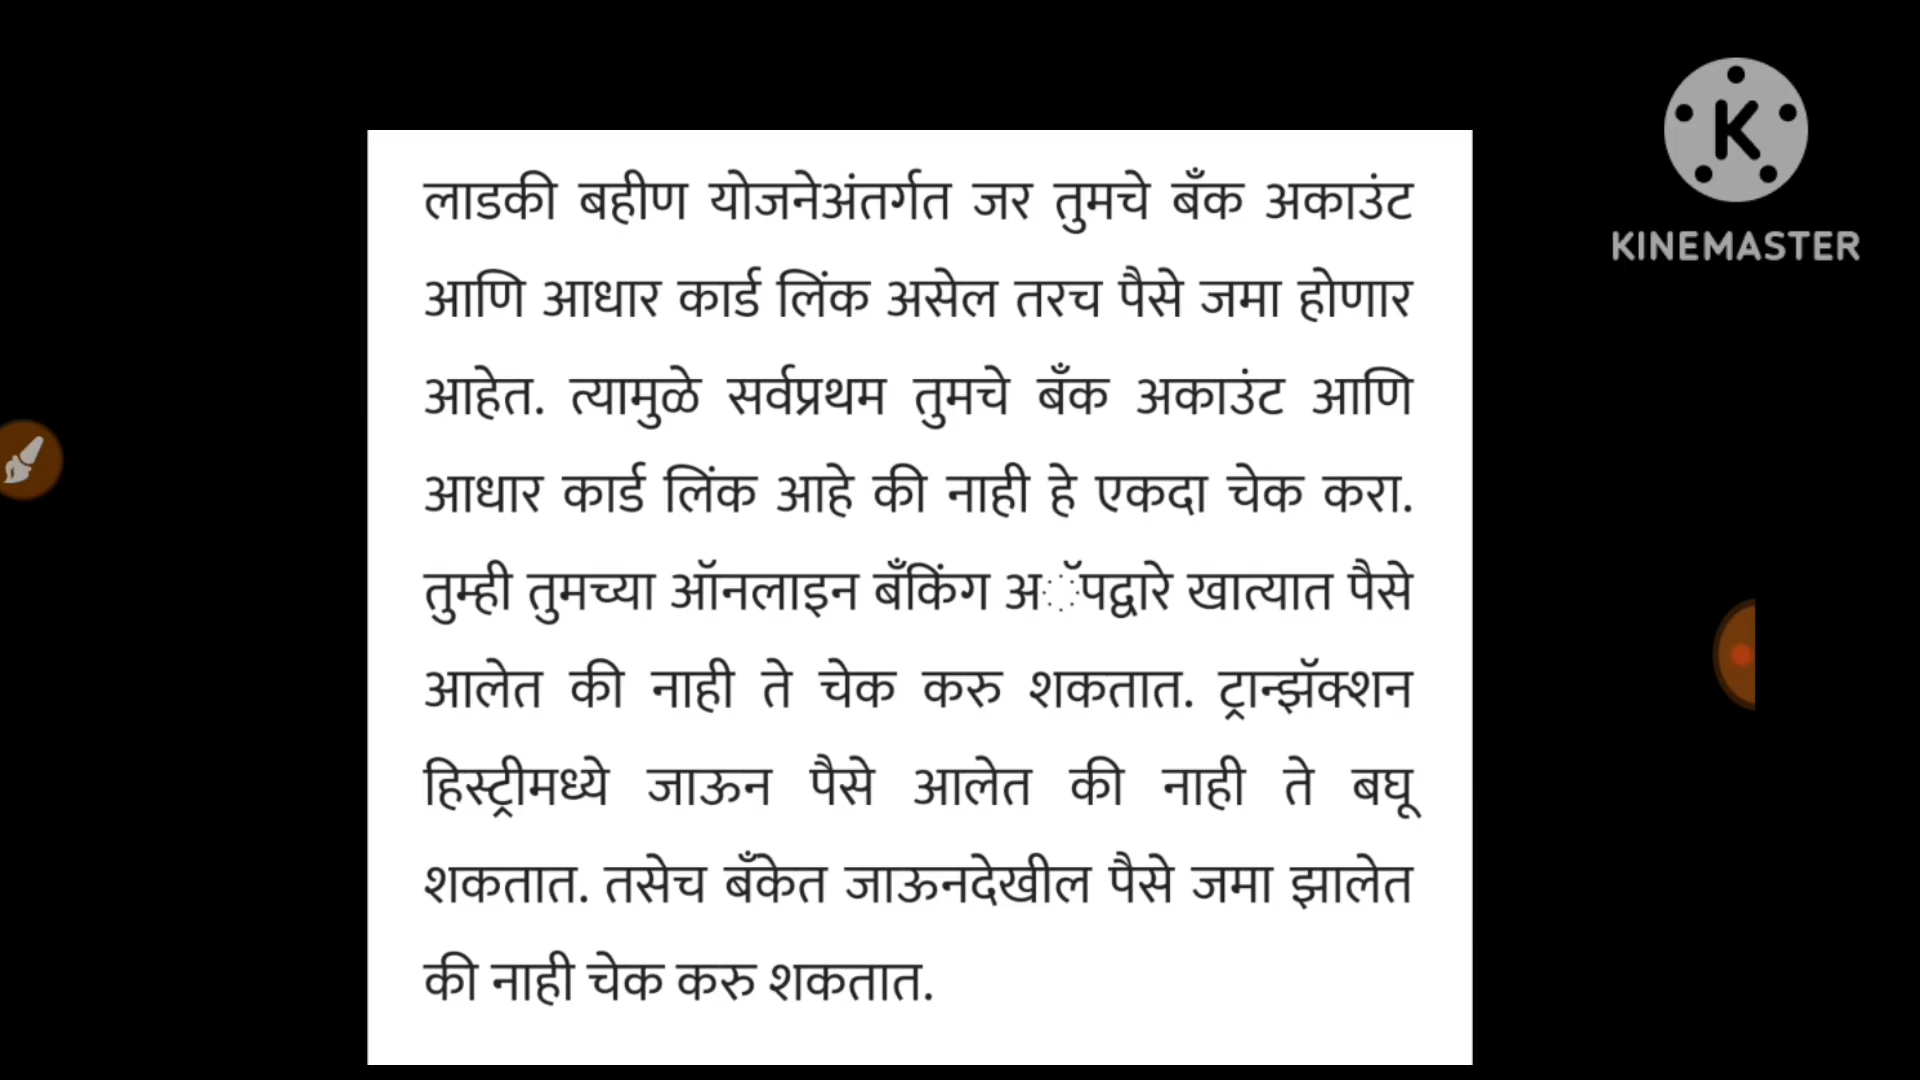 लाडकी बहीण योजनेअंतर्गत जर तुमचे बँक अकाउंट
आणि आधार कार्ड लिंक असेल तरच पैसे जमा होणार
आहेत. त्यामुळे सर्वप्रथम तुमचे बँक अकाउंट आणि
आधार कार्ड लिंक आहे की नाही हे एकदा चेक करा.
तुम्ही तुमच्या ऑनलाइन बँकिंग अॅपद्वारे खात्यात पैसे
आलेत की नाही ते चेक करु शकतात. ट्रान्झॅक्शन
हिस्ट्रीमध्ये जाऊन पैसे आलेत की नाही ते बघू
शकतात. तसेच बँकेत जाऊनदेखील पैसे जमा झालेत
की नाही चेक करु शकतात.
K
KINEMASTER